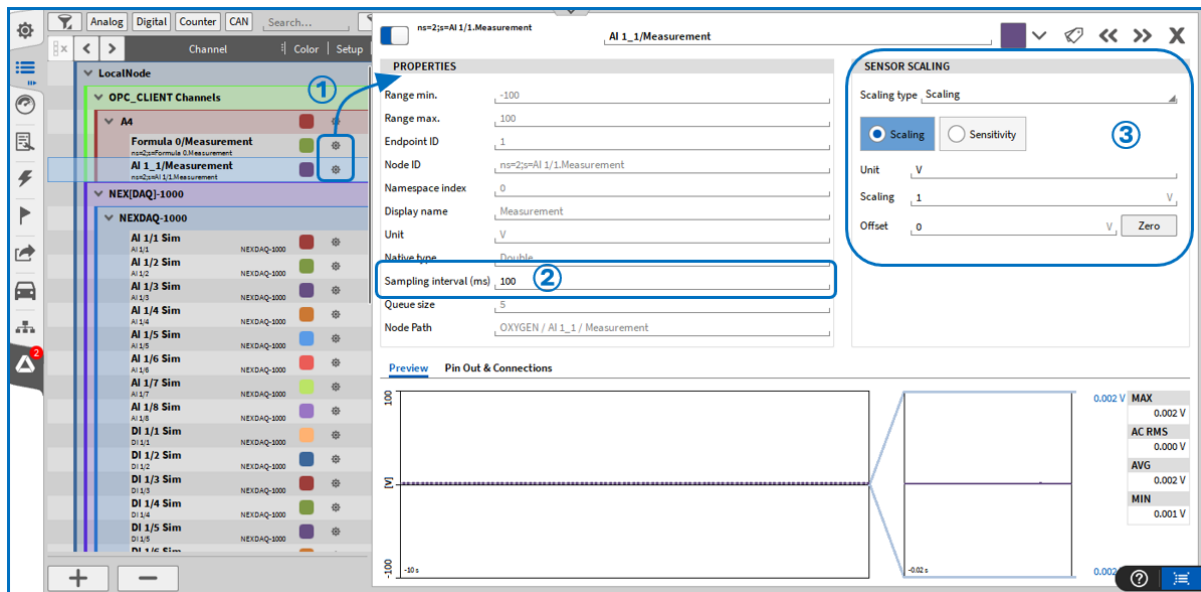 Analog Digital Counter CAN Search...
Channel Color Setup
LocalNode
OPC_CLIENT Channels
A4
Formula 0/Measurement
ns=2;s=Formula 0.Measurement
AI 1_1/Measurement
ns=2;s=AI 1/1.Measurement
NEX[DAQ]-1000
NEXDAQ-1000
AI 1/1 Sim
AI 1/1 NEXDAQ-1000
AI 1/2 Sim
AI 1/2 NEXDAQ-1000
AI 1/3 Sim
AI 1/3 NEXDAQ-1000
AI 1/4 Sim
AI 1/4 NEXDAQ-1000
AI 1/5 Sim
AI 1/5 NEXDAQ-1000
AI 1/6 Sim
AI 1/6 NEXDAQ-1000
AI 1/7 Sim
AI 1/7 NEXDAQ-1000
AI 1/8 Sim
AI 1/8 NEXDAQ-1000
DI 1/1 Sim
DI 1/1 NEXDAQ-1000
DI 1/2 Sim
DI 1/2 NEXDAQ-1000
DI 1/3 Sim
DI 1/3 NEXDAQ-1000
DI 1/4 Sim
DI 1/4 NEXDAQ-1000
DI 1/5 Sim
DI 1/5 NEXDAQ-1000
DI 1/6 Sim
2
1
ns=2;s=AI 1/1.Measurement
AI 1_1/Measurement
X
PROPERTIES
Range min. -100
Range max. 100
Endpoint ID 1
Node ID ns=2;s=AI 1/1.Measurement
Namespace index 0
Display name Measurement
Unit V
Native type Double
Sampling interval (ms) 100 2
Queue size 5
Node Path OXYGEN / AI 1_1 / Measurement
SENSOR SCALING
Scaling type Scaling
Scaling Sensitivity 3
Unit V
Scaling 1 V
Offset 0 V Zero
Preview Pin Out & Connections
100
[V]
-100
-10 s
-0.02 s
0.002 V
0.002
MAX
0.002 V
AC RMS
0.000 V
AVG
0.002 V
MIN
0.001 V